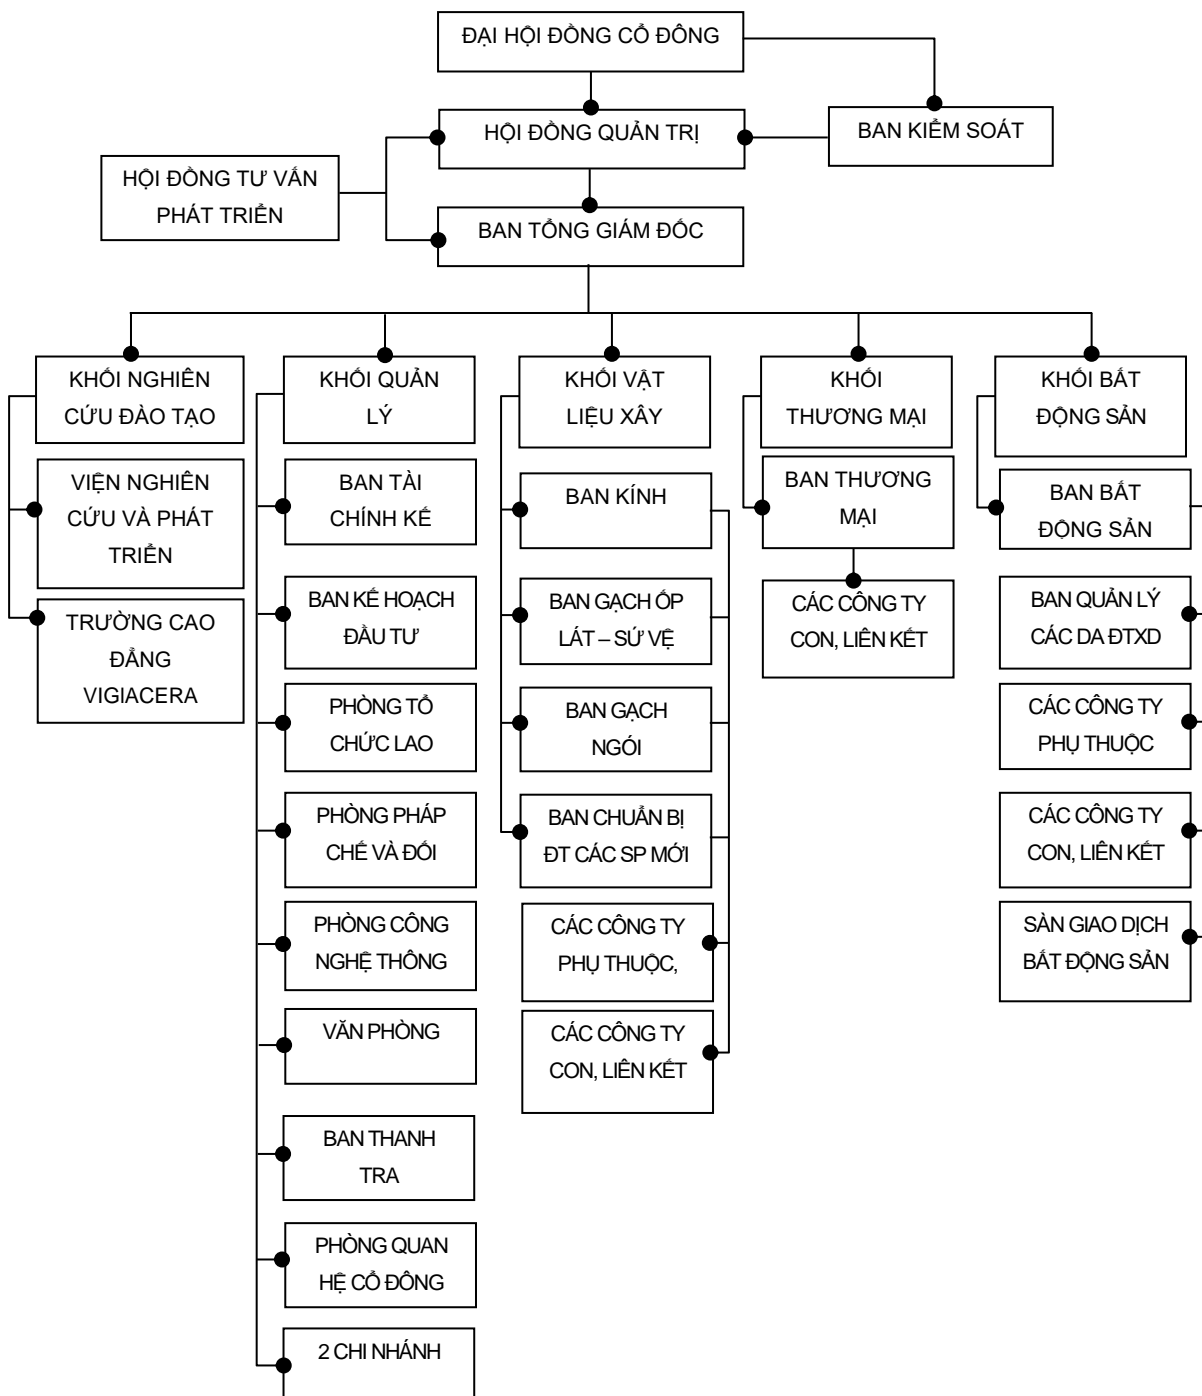 ĐẠI HỘI ĐỒNG CỔ ĐÔNG
HỘI ĐỒNG QUẢN TRỊ
BAN KIỂM SOÁT
HỘI ĐỒNG TƯ VẤN
PHÁT TRIỂN
BAN TỔNG GIÁM ĐỐC
KHỐI NGHIÊN
CỨU ĐÀO TẠO
VIỆN NGHIÊN
CỨU VÀ PHÁT
TRIỂN
TRƯỜNG CAO
ĐẲNG
VIGIACERA
KHỐI QUẢN
LÝ
BAN TÀI
CHÍNH KẾ
BAN KẾ HOẠCH
ĐẦU TƯ
PHÒNG TỔ
CHỨC LAO
PHÒNG PHÁP
CHẾ VÀ ĐỐI
PHÒNG CÔNG
NGHỆ THÔNG
VĂN PHÒNG
BAN THANH
TRA
PHÒNG QUAN
HỆ CỔ ĐÔNG
2 CHI NHÁNH
KHỐI VẬT
LIỆU XÂY
BAN KÍNH
BAN GẠCH ỐP
LÁT – SỨ VỆ
BAN GẠCH
NGÓI
BAN CHUẨN BỊ
ĐT CÁC SP MỚI
CÁC CÔNG TY
PHỤ THUỘC,
CÁC CÔNG TY
CON, LIÊN KẾT
KHỐI
THƯƠNG MẠI
BAN THƯƠNG
MẠI
CÁC CÔNG TY
CON, LIÊN KẾT
KHỐI BẤT
ĐỘNG SẢN
BAN BẤT
ĐỘNG SẢN
BAN QUẢN LÝ
CÁC DA ĐTXD
CÁC CÔNG TY
PHỤ THUỘC
CÁC CÔNG TY
CON, LIÊN KẾT
SÀN GIAO DỊCH
BẤT ĐỘNG SẢN